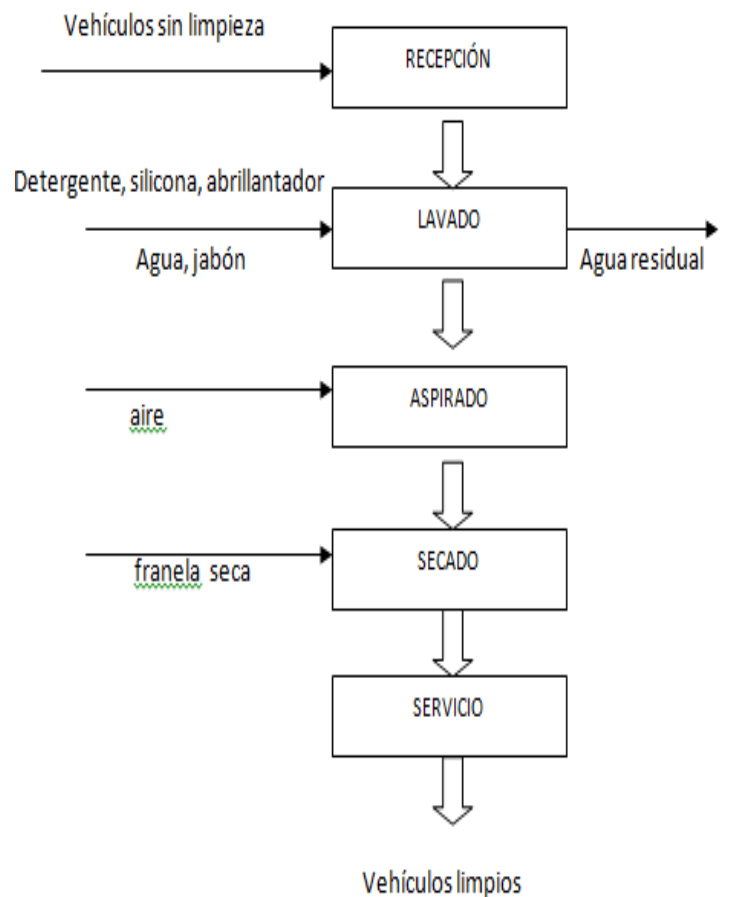 Vehículos sin limpieza
RECEPCIÓN
Detergente, silicona, abrillantador
LAVADO
Agua, jabón
Agua residual
ASPIRADO
aire
SECADO
franela seca
SERVICIO
Vehículos limpios